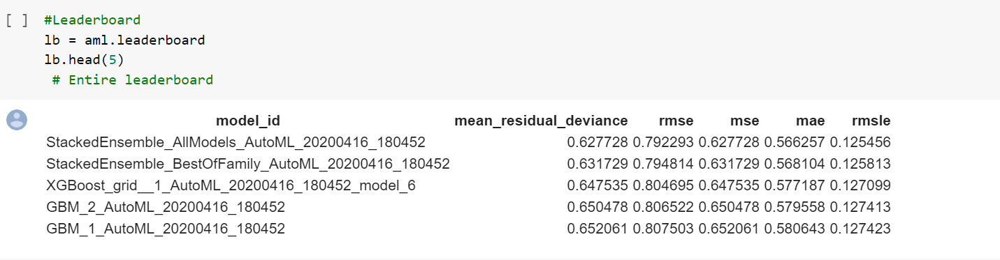 [ ] #Leaderboard
lb = aml.leaderboard
lb.head(5)
# Entire leaderboard
model_id mean_residual_deviance rmse mse mae rmsle
StackedEnsemble_AllModels_AutoML_20200416_180452 0.627728 0.792293 0.627728 0.566257 0.125456
StackedEnsemble_BestOfFamily_AutoML_20200416_180452 0.631729 0.794814 0.631729 0.568104 0.125813
XGBoost_grid__1_AutoML_20200416_180452_model_6 0.647535 0.804695 0.647535 0.577187 0.127099
GBM_2_AutoML_20200416_180452 0.650478 0.806522 0.650478 0.579558 0.127413
GBM_1_AutoML_20200416_180452 0.652061 0.807503 0.652061 0.580643 0.127423